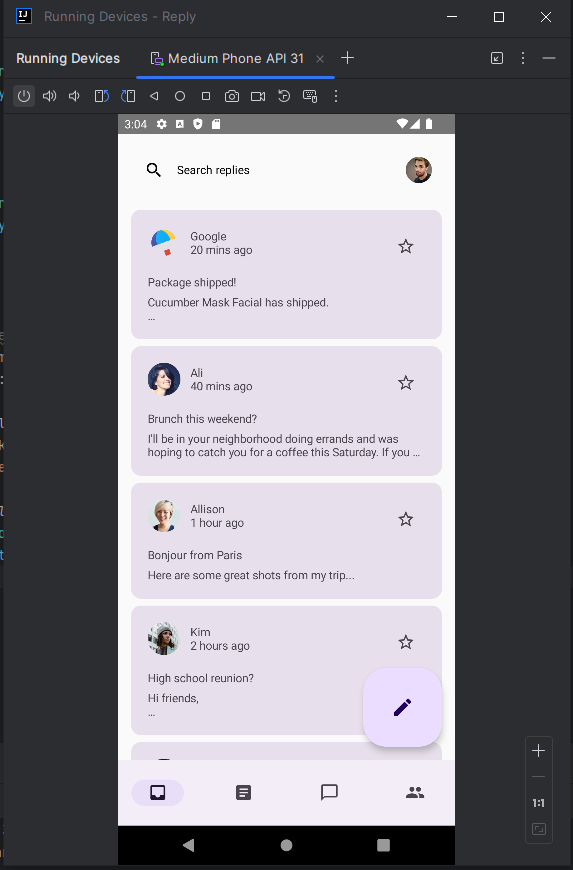 Running Devices - Reply
Running Devices
Medium Phone API 31
3:04
Search replies
Google
20 mins ago
Package shipped!
Cucumber Mask Facial has shipped.
...
Ali
40 mins ago
Brunch this weekend?
I'll be in your neighborhood doing errands and was
hoping to catch you for a coffee this Saturday. If you ...
Allison
1 hour ago
Bonjour from Paris
Here are some great shots from my trip...
Kim
2 hours ago
High school reunion?
Hi friends,
...
1:1